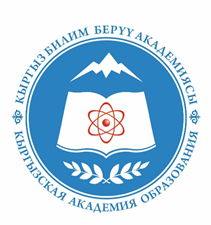 КЫРГЫЗ БИЛИМ БЕРҮҮ АКАДЕМИЯСЫ
КЫРГЫЗСКАЯ АКАДЕМИЯ ОБРАЗОВАНИЯ